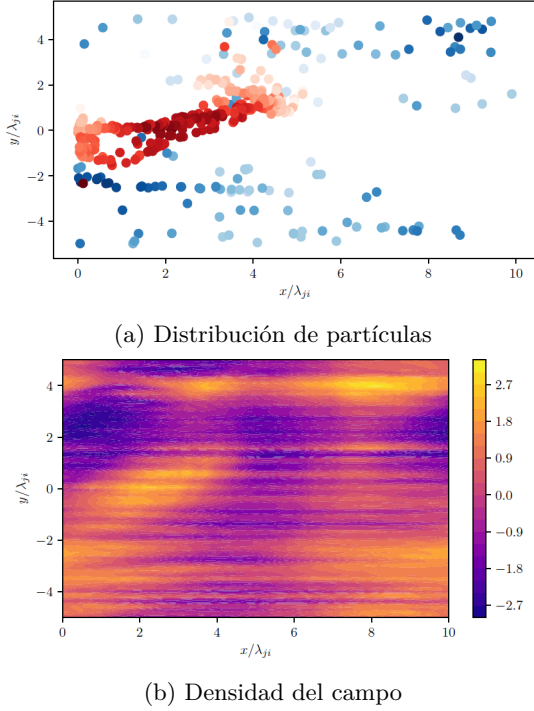 4
2
0
−2
−4
y/λji
0 2 4 6 8 10
x/λji
(a) Distribución de partículas
4
2
0
−2
−4
y/λji
0 2 4 6 8 10
x/λji
2.7
1.8
0.9
0.0
−0.9
−1.8
−2.7
(b) Densidad del campo